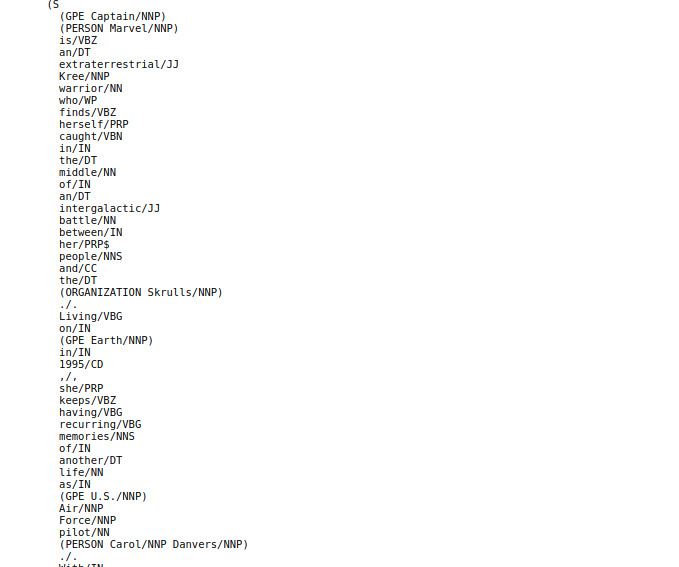 (S
(GPE Captain/NNP)
(PERSON Marvel/NNP)
is/VBZ
an/DT
extraterrestrial/JJ
Kree/NNP
warrior/NN
who/WP
finds/VBZ
herself/PRP
caught/VBN
in/IN
the/DT
middle/NN
of/IN
an/DT
intergalactic/JJ
battle/NN
between/IN
her/PRP$
people/NNS
and/CC
the/DT
(ORGANIZATION Skrulls/NNP)
./.
Living/VBG
on/IN
(GPE Earth/NNP)
in/IN
1995/CD
,/,
she/PRP
keeps/VBZ
having/VBG
recurring/VBG
memories/NNS
of/IN
another/DT
life/NN
as/IN
(GPE U.S./NNP)
Air/NNP
Force/NNP
pilot/NN
(PERSON Carol/NNP Danvers/NNP)
./.
With/IN